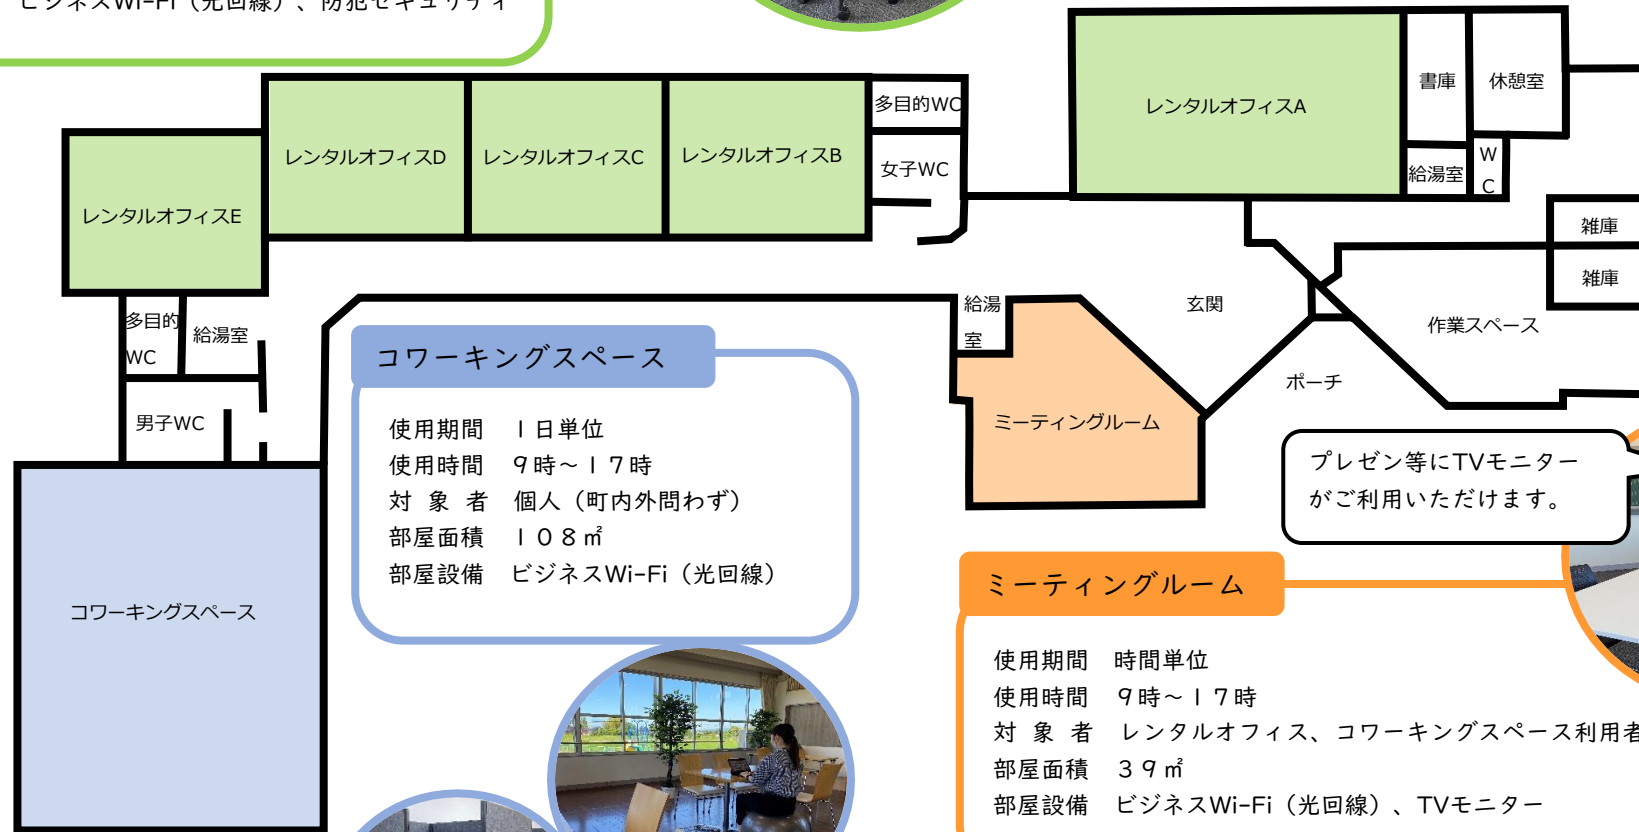 ビジネスWi-Fi（光回線）、防犯セキュリティ
レンタルオフィスA
書庫
休憩室
給湯室
W
C
多目的WC
女子WC
レンタルオフィスB
レンタルオフィスC
レンタルオフィスD
レンタルオフィスE
雑庫
雑庫
多目的
WC
給湯室
男子WC
給湯
室
玄関
作業スペース
ポーチ
ミーティングルーム
コワーキングスペース
コワーキングスペース
使用期間　１日単位
使用時間　９時～１７時
対　象　者　個人（町内外問わず）
部屋面積　１０８㎡
部屋設備　ビジネスWi-Fi（光回線）
プレゼン等にTVモニター
がご利用いただけます。
ミーティングルーム
使用期間　時間単位
使用時間　９時～１７時
対　象　者　レンタルオフィス、コワーキングスペース利用者
部屋面積　３９㎡
部屋設備　ビジネスWi-Fi（光回線）、TVモニター